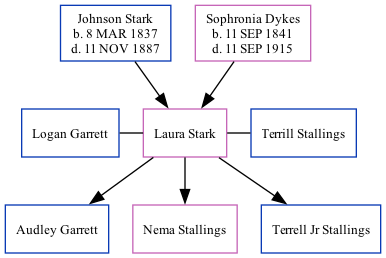 Johnson Stark
b. 8 MAR 1837
d. 11 NOV 1887
Sophronia Dykes
b. 11 SEP 1841
d. 11 SEP 1915
Logan Garrett
Laura Stark
Terrill Stallings
Audley Garrett
Nema Stallings
Terrell Jr Stallings